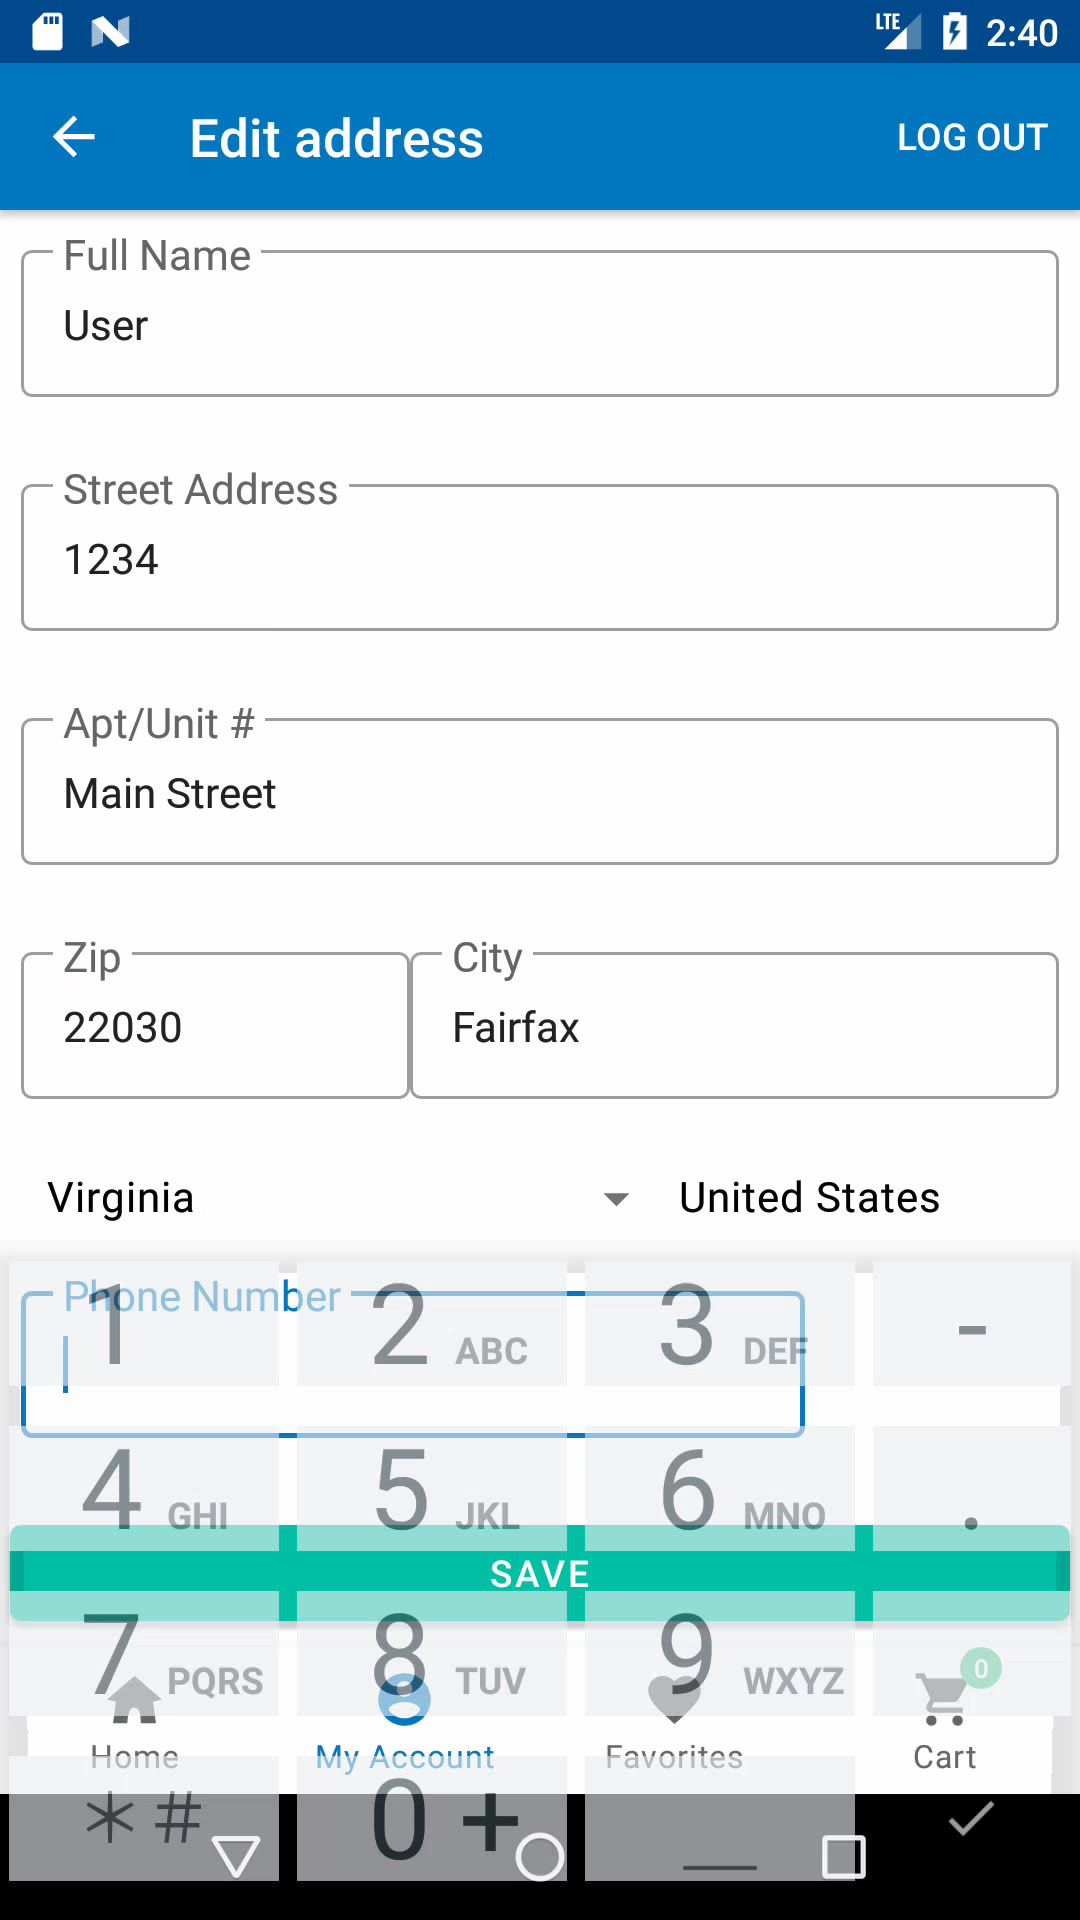 LTE 2:40
Edit address LOG OUT
Full Name
User
Street Address
1234
Apt/Unit #
Main Street
Zip City
22030 Fairfax
Virginia United States
Phone Number
1 2 ABC 3 DEF -
4 GHI 5 JKL 6 MNO .
SAVE
7 PQRS 8 TUV 9 WXYZ
0
Home My Account Favorites Cart
* # 0 + _